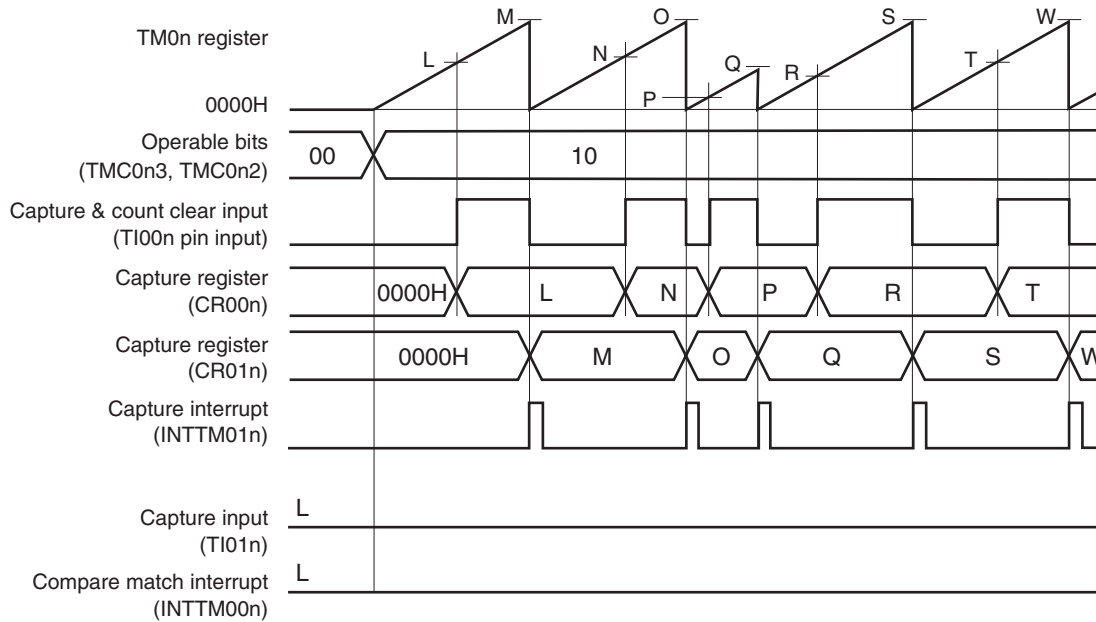 M
O
S
W
TM0n register
L
N
Q
R
T
P
0000H
Operable bits
(TMC0n3, TMC0n2)
00
10
Capture & count clear input
(TI00n pin input)
Capture register
(CR00n)
0000H
L
N
P
R
T
Capture register
(CR01n)
0000H
M
O
Q
S
W
Capture interrupt
(INTTM01n)
L
Capture input
(TI01n)
L
Compare match interrupt
(INTTM00n)